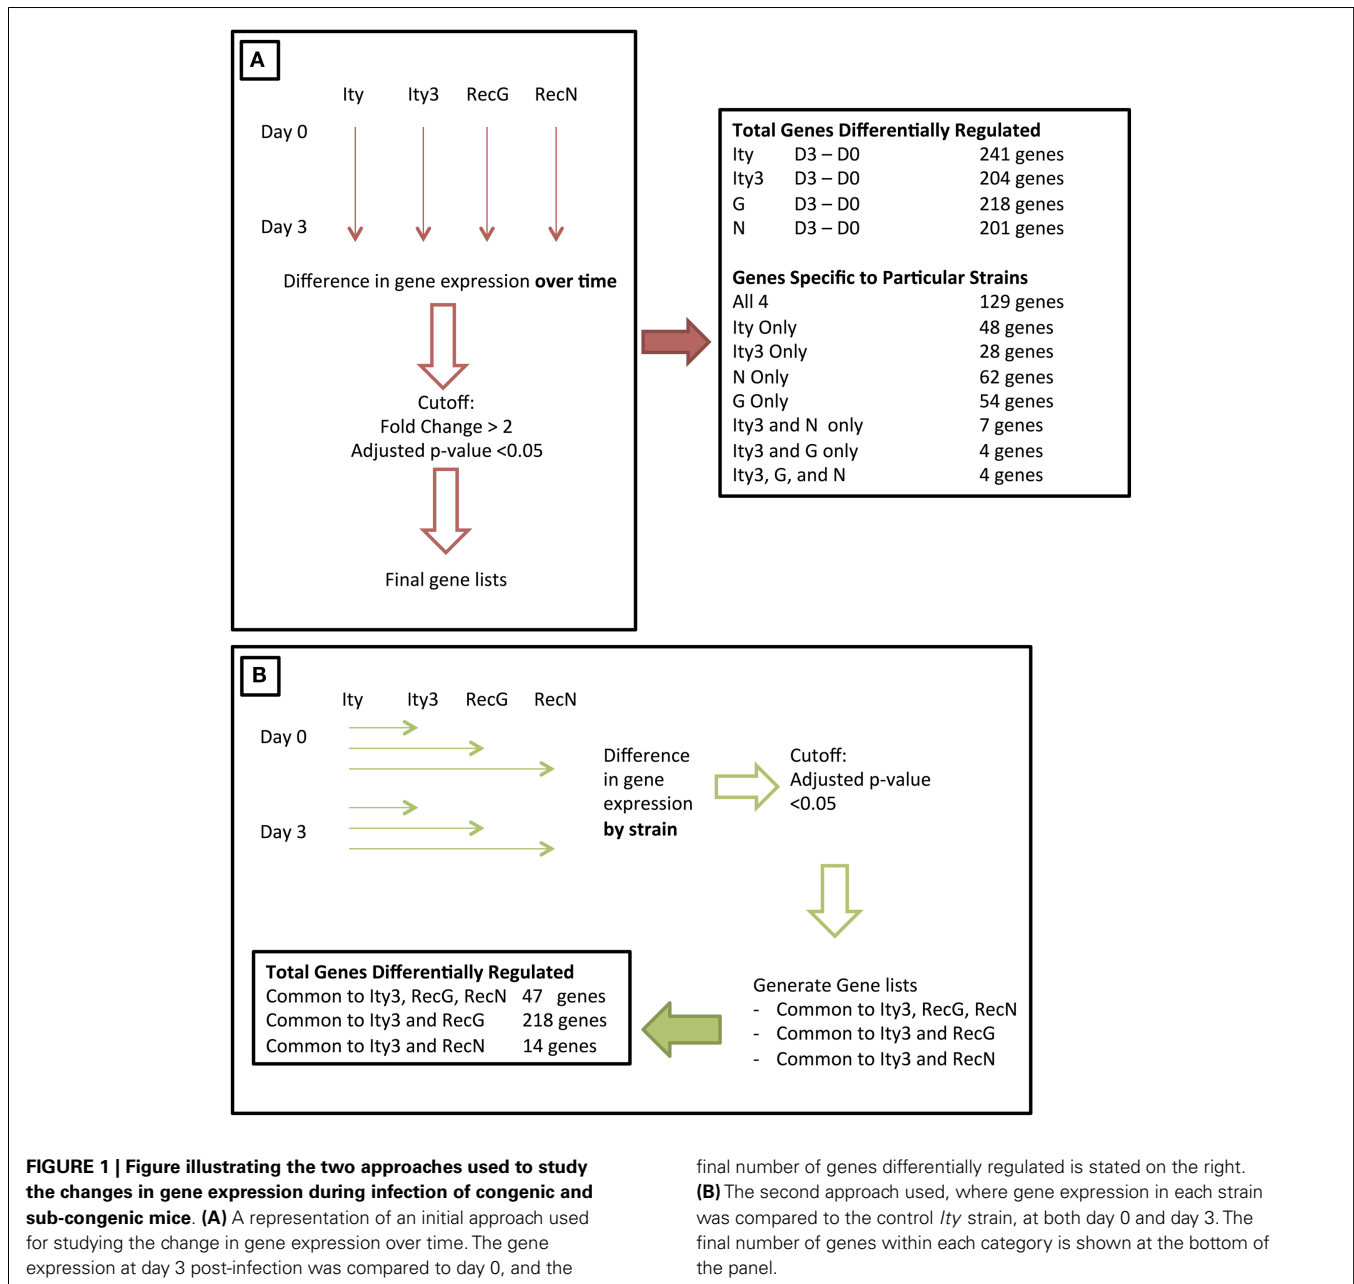 A
Ity Ity3 RecG RecN
Day 0
Day 3
Difference in gene expression over time
Cutoff:
Fold Change > 2
Adjusted p-value <0.05
Final gene lists
Total Genes Differentially Regulated
Ity D3 – D0 241 genes
Ity3 D3 – D0 204 genes
G D3 – D0 218 genes
N D3 – D0 201 genes
Genes Specific to Particular Strains
All 4 129 genes
Ity Only 48 genes
Ity3 Only 28 genes
N Only 62 genes
G Only 54 genes
Ity3 and N only 7 genes
Ity3 and G only 4 genes
Ity3, G, and N 4 genes
B
Ity Ity3 RecG RecN
Day 0
Day 3
Difference
in gene
expression
by strain
Cutoff:
Adjusted p-value
<0.05
Generate Gene lists
- Common to Ity3, RecG, RecN
- Common to Ity3 and RecG
- Common to Ity3 and RecN
Total Genes Differentially Regulated
Common to Ity3, RecG, RecN 47 genes
Common to Ity3 and RecG 218 genes
Common to Ity3 and RecN 14 genes
FIGURE 1 | Figure illustrating the two approaches used to study
the changes in gene expression during infection of congenic and
sub-congenic mice. (A) A representation of an initial approach used
for studying the change in gene expression over time. The gene
expression at day 3 post-infection was compared to day 0, and the
final number of genes differentially regulated is stated on the right.
(B) The second approach used, where gene expression in each strain
was compared to the control Ity strain, at both day 0 and day 3. The
final number of genes within each category is shown at the bottom of
the panel.